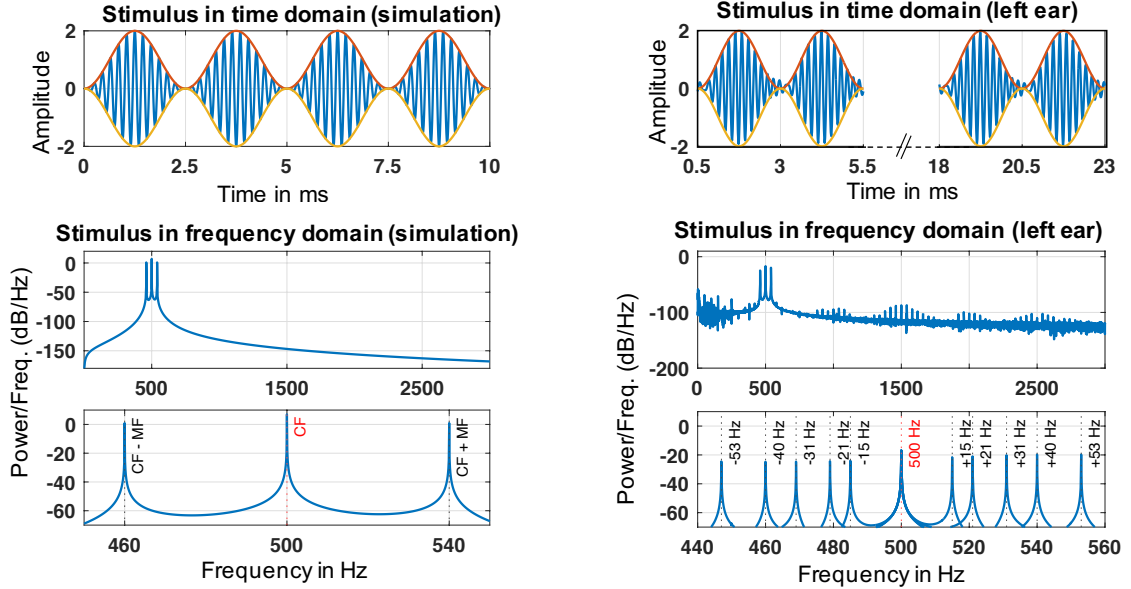 Stimulus in time domain (simulation)
Amplitude
2
0
-2
0 2.5 5 7.5 10
Time in ms
Stimulus in time domain (left ear)
Amplitude
2
0
-2
0.5 3 5.5 18 20.5 23
Time in ms
Stimulus in frequency domain (simulation)
Power/Freq. (dB/Hz)
0
-50
-100
-150
500 1500 2500
0
-20
-40
-60
CF - MF
CF
CF + MF
460 500 540
Frequency in Hz
Stimulus in frequency domain (left ear)
Power/Freq. (dB/Hz)
0
-100
-200
0 500 1500 2500
0
-20
-40
-60
-53 Hz
-40 Hz
-31 Hz
-21 Hz
-15 Hz
500 Hz
+15 Hz
+21 Hz
+31 Hz
+40 Hz
+53 Hz
440 460 480 500 520 540 560
Frequency in Hz